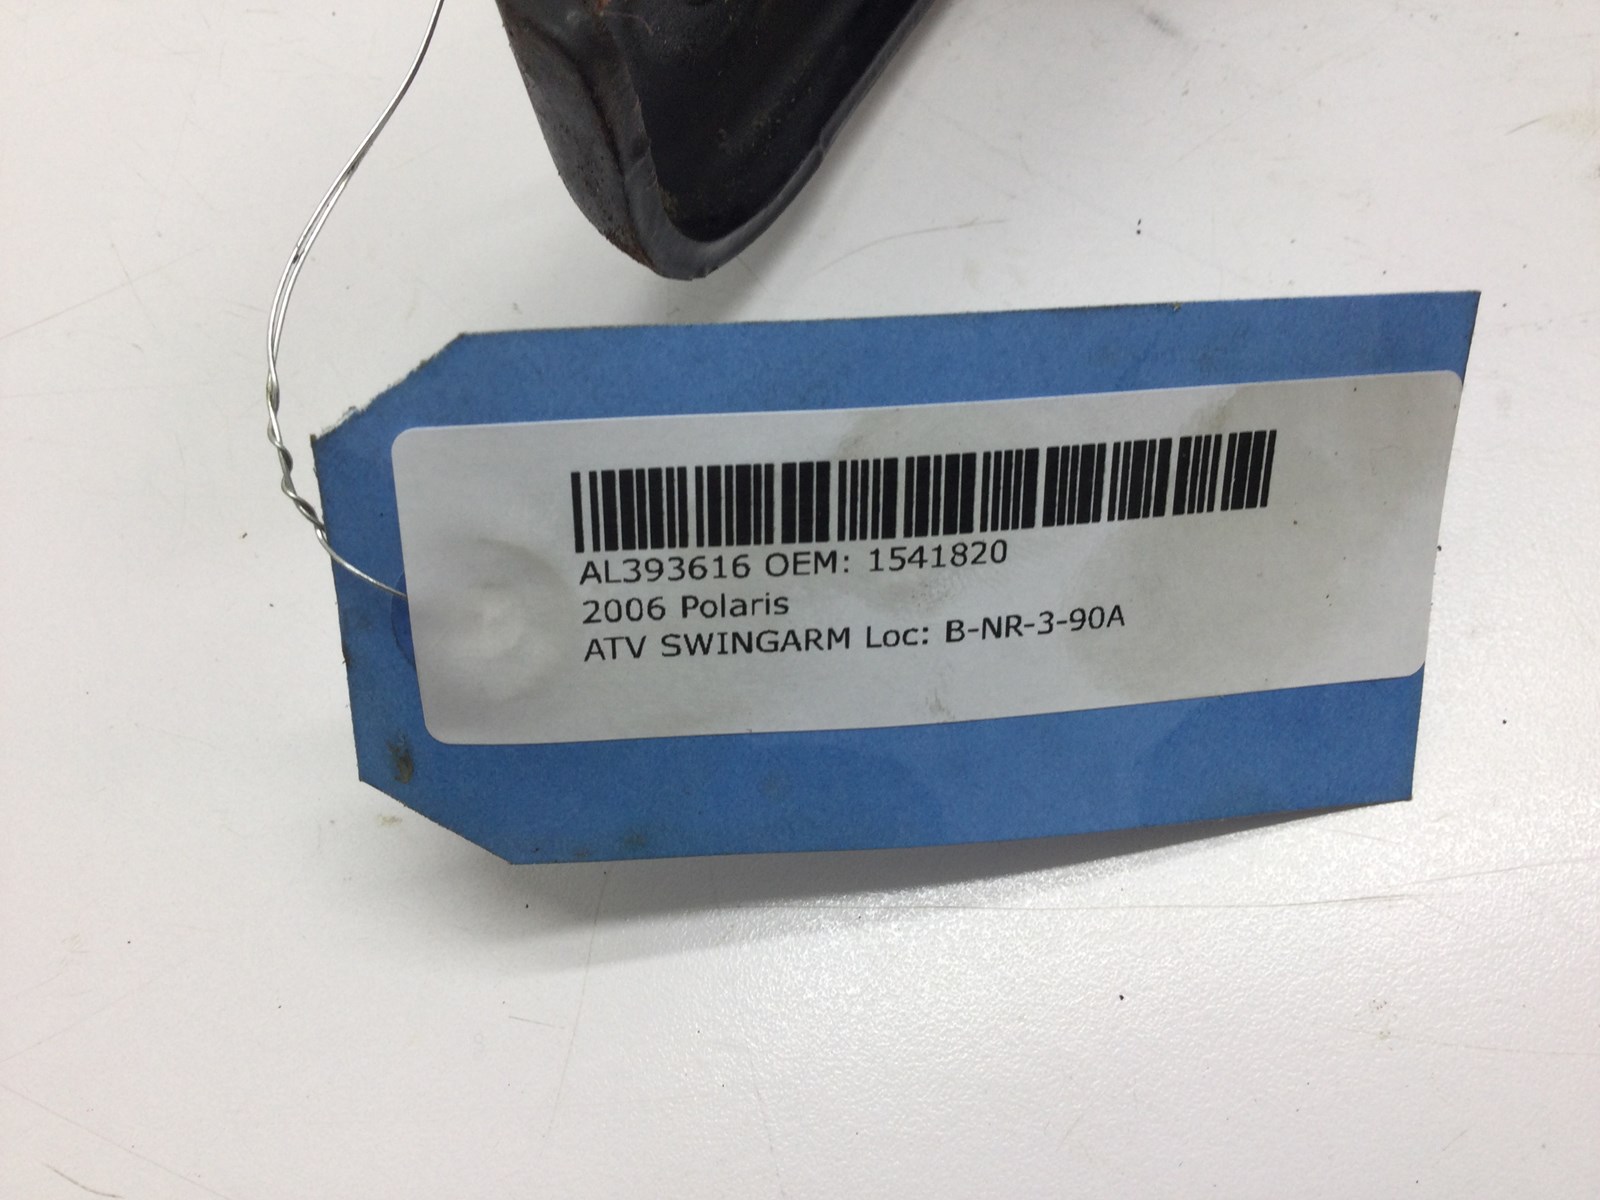 AL393616 OEM: 1541820
2006 Polaris
ATV SWINGARM Loc: B-NR-3-90A